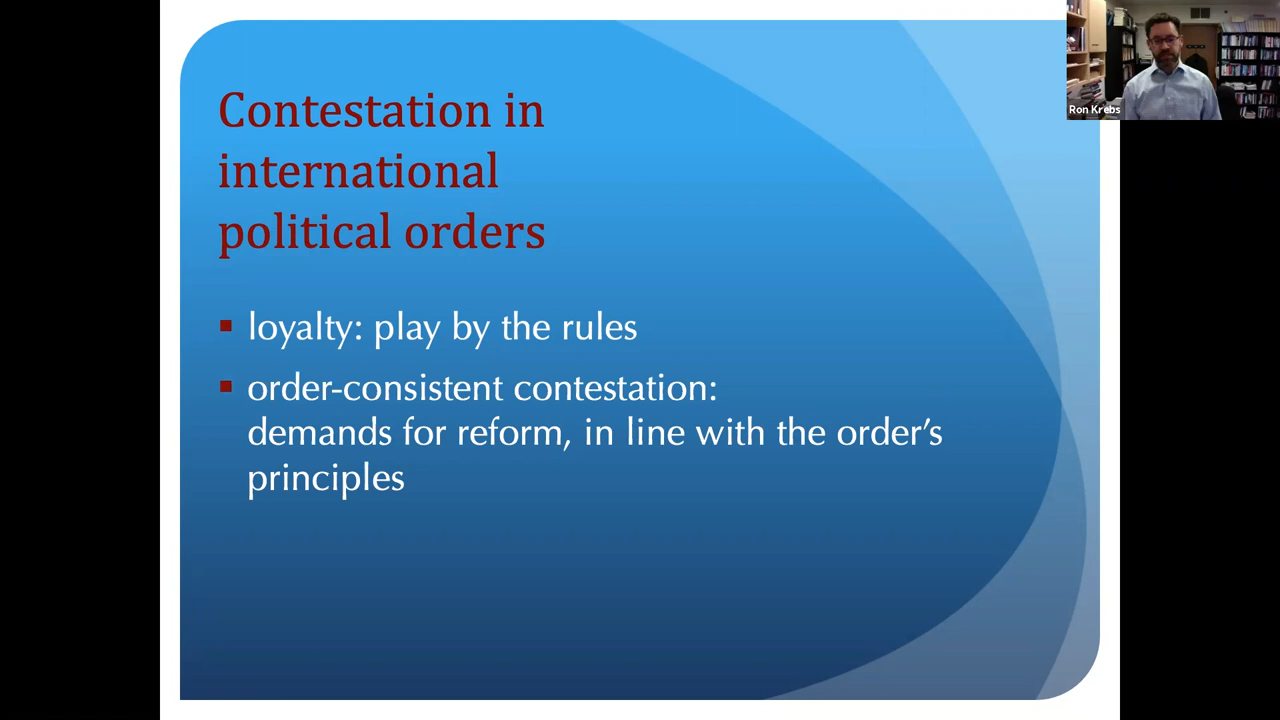 Contestation in
international
political orders
loyalty: play by the rules
order-consistent contestation:
demands for reform, in line with the order’s
principles
Ron Krebs